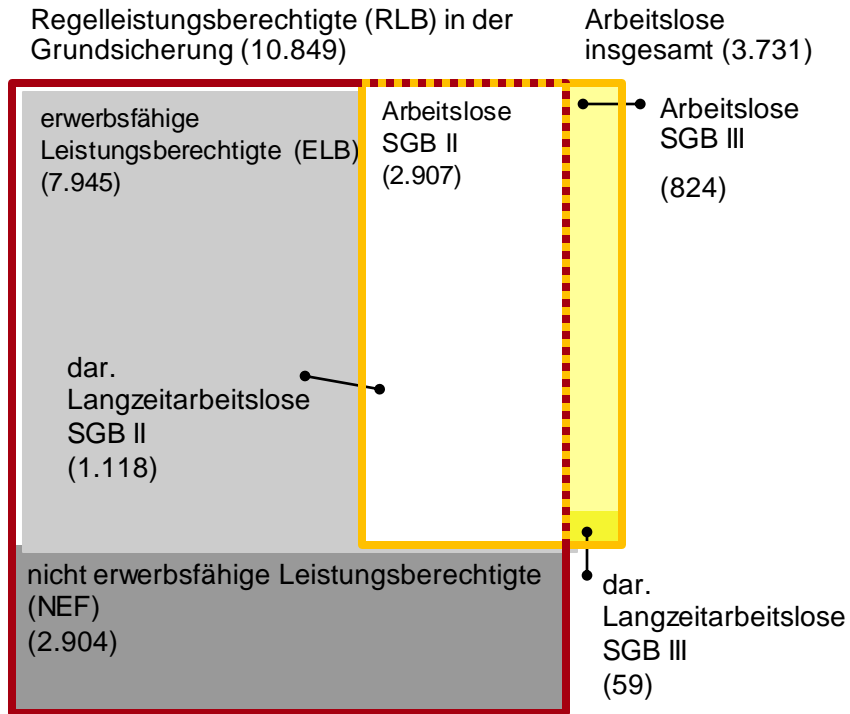 Regelleistungsberechtigte (RLB) in der
Grundsicherung (10.849)
Arbeitslose
insgesamt (3.731)
erwerbsfähige
Leistungsberechtigte (ELB)
(7.945)
Arbeitslose
SGB II
(2.907)
Arbeitslose
SGB III
(824)
dar.
Langzeitarbeitslose
SGB II
(1.118)
nicht erwerbsfähige Leistungsberechtigte
(NEF)
(2.904)
dar.
Langzeitarbeitslose
SGB III
(59)